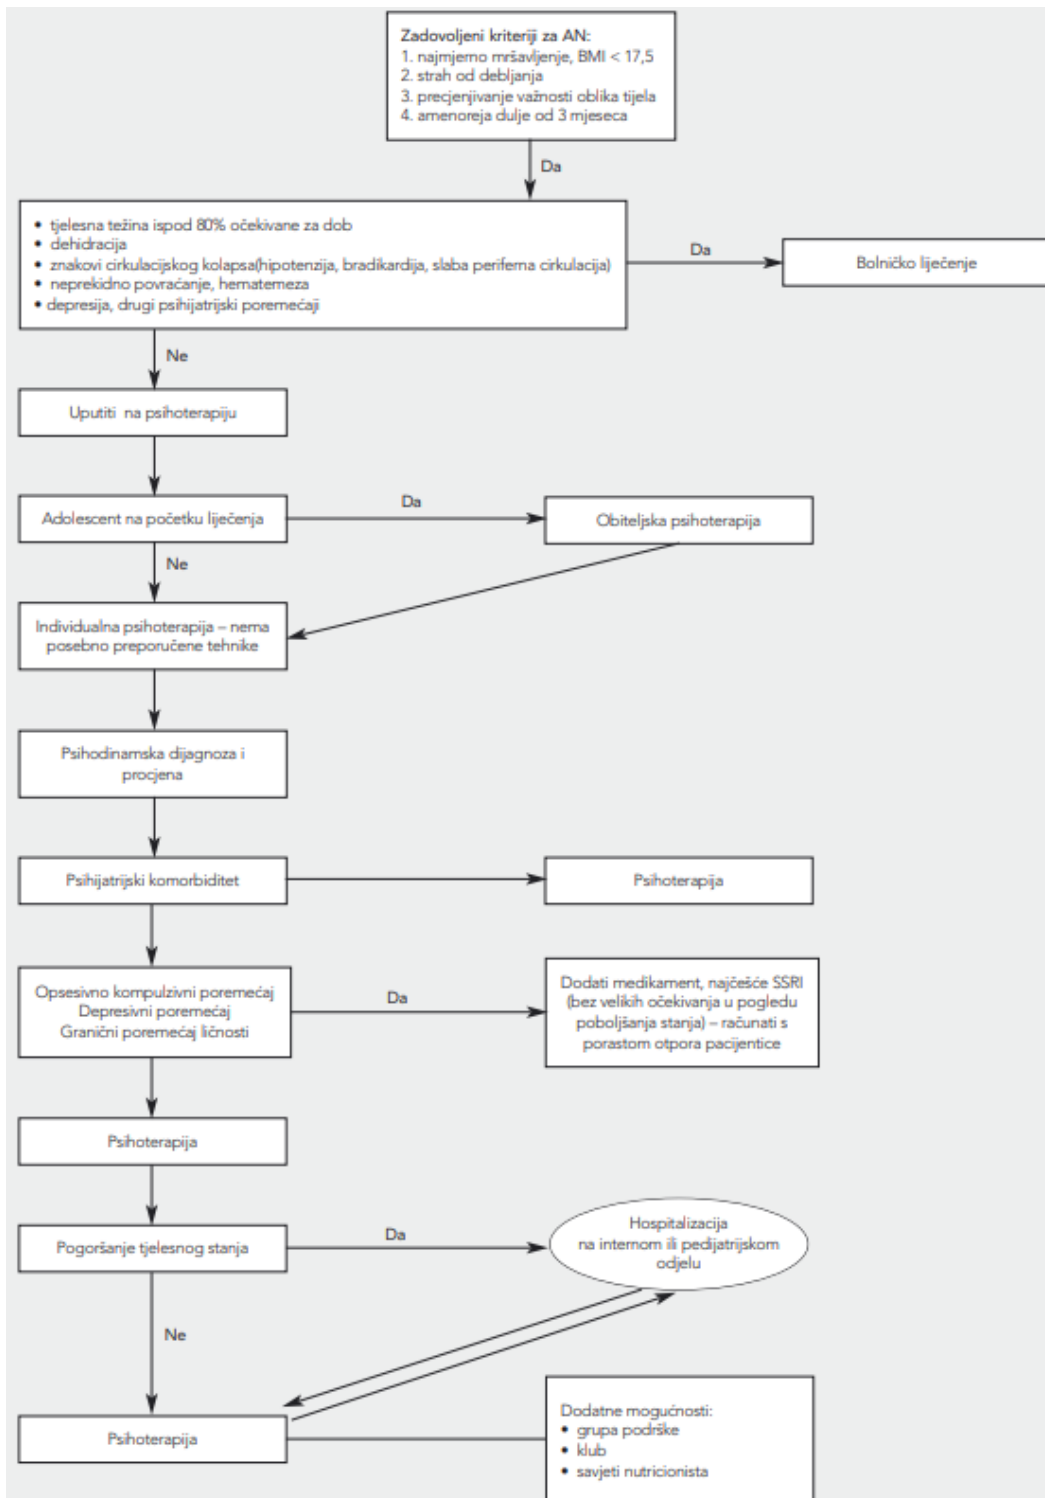 Zadovoljeni kriteriji za AN:
1. najmjerno mršavljenje, BMI < 17,5
2. strah od debljanja
3. precjenjivanje važnosti oblika tijela
4. amenoreja dulje od 3 mjeseca
Da
• tjelesna težina ispod 80% očekivane za dob
• dehidracija
• znakovi cirkulacijskog kolapsa(hipotenzija, bradikardija, slaba periferna cirkulacija)
• neprekidno povraćanje, hematemeza
• depresija, drugi psihijatrijski poremećaji
Da
Bolničko liječenje
Ne
Uputiti na psihoterapiju
Adolescent na početku liječenja
Da
Obiteljska psihoterapija
Ne
Individualna psihoterapija – nema
posebno preporučene tehnike
Psihodinamska dijagnoza i
procjena
Psihijatrijski komorbiditet
Psihoterapija
Opsesivno kompulzivni poremećaj
Depresivni poremećaj
Granični poremećaj ličnosti
Da
Dodati medikament, najčešće SSRI
(bez velikih očekivanja u pogledu
poboljšanja stanja) – računati s
porastom otpora pacijentice
Psihoterapija
Pogoršanje tjelesnog stanja
Da
Hospitalizacija
na internom ili pedijatrijskom
odjelu
Ne
Psihoterapija
Dodatne mogućnosti:
• grupa podrške
• klub
• savjeti nutricionista